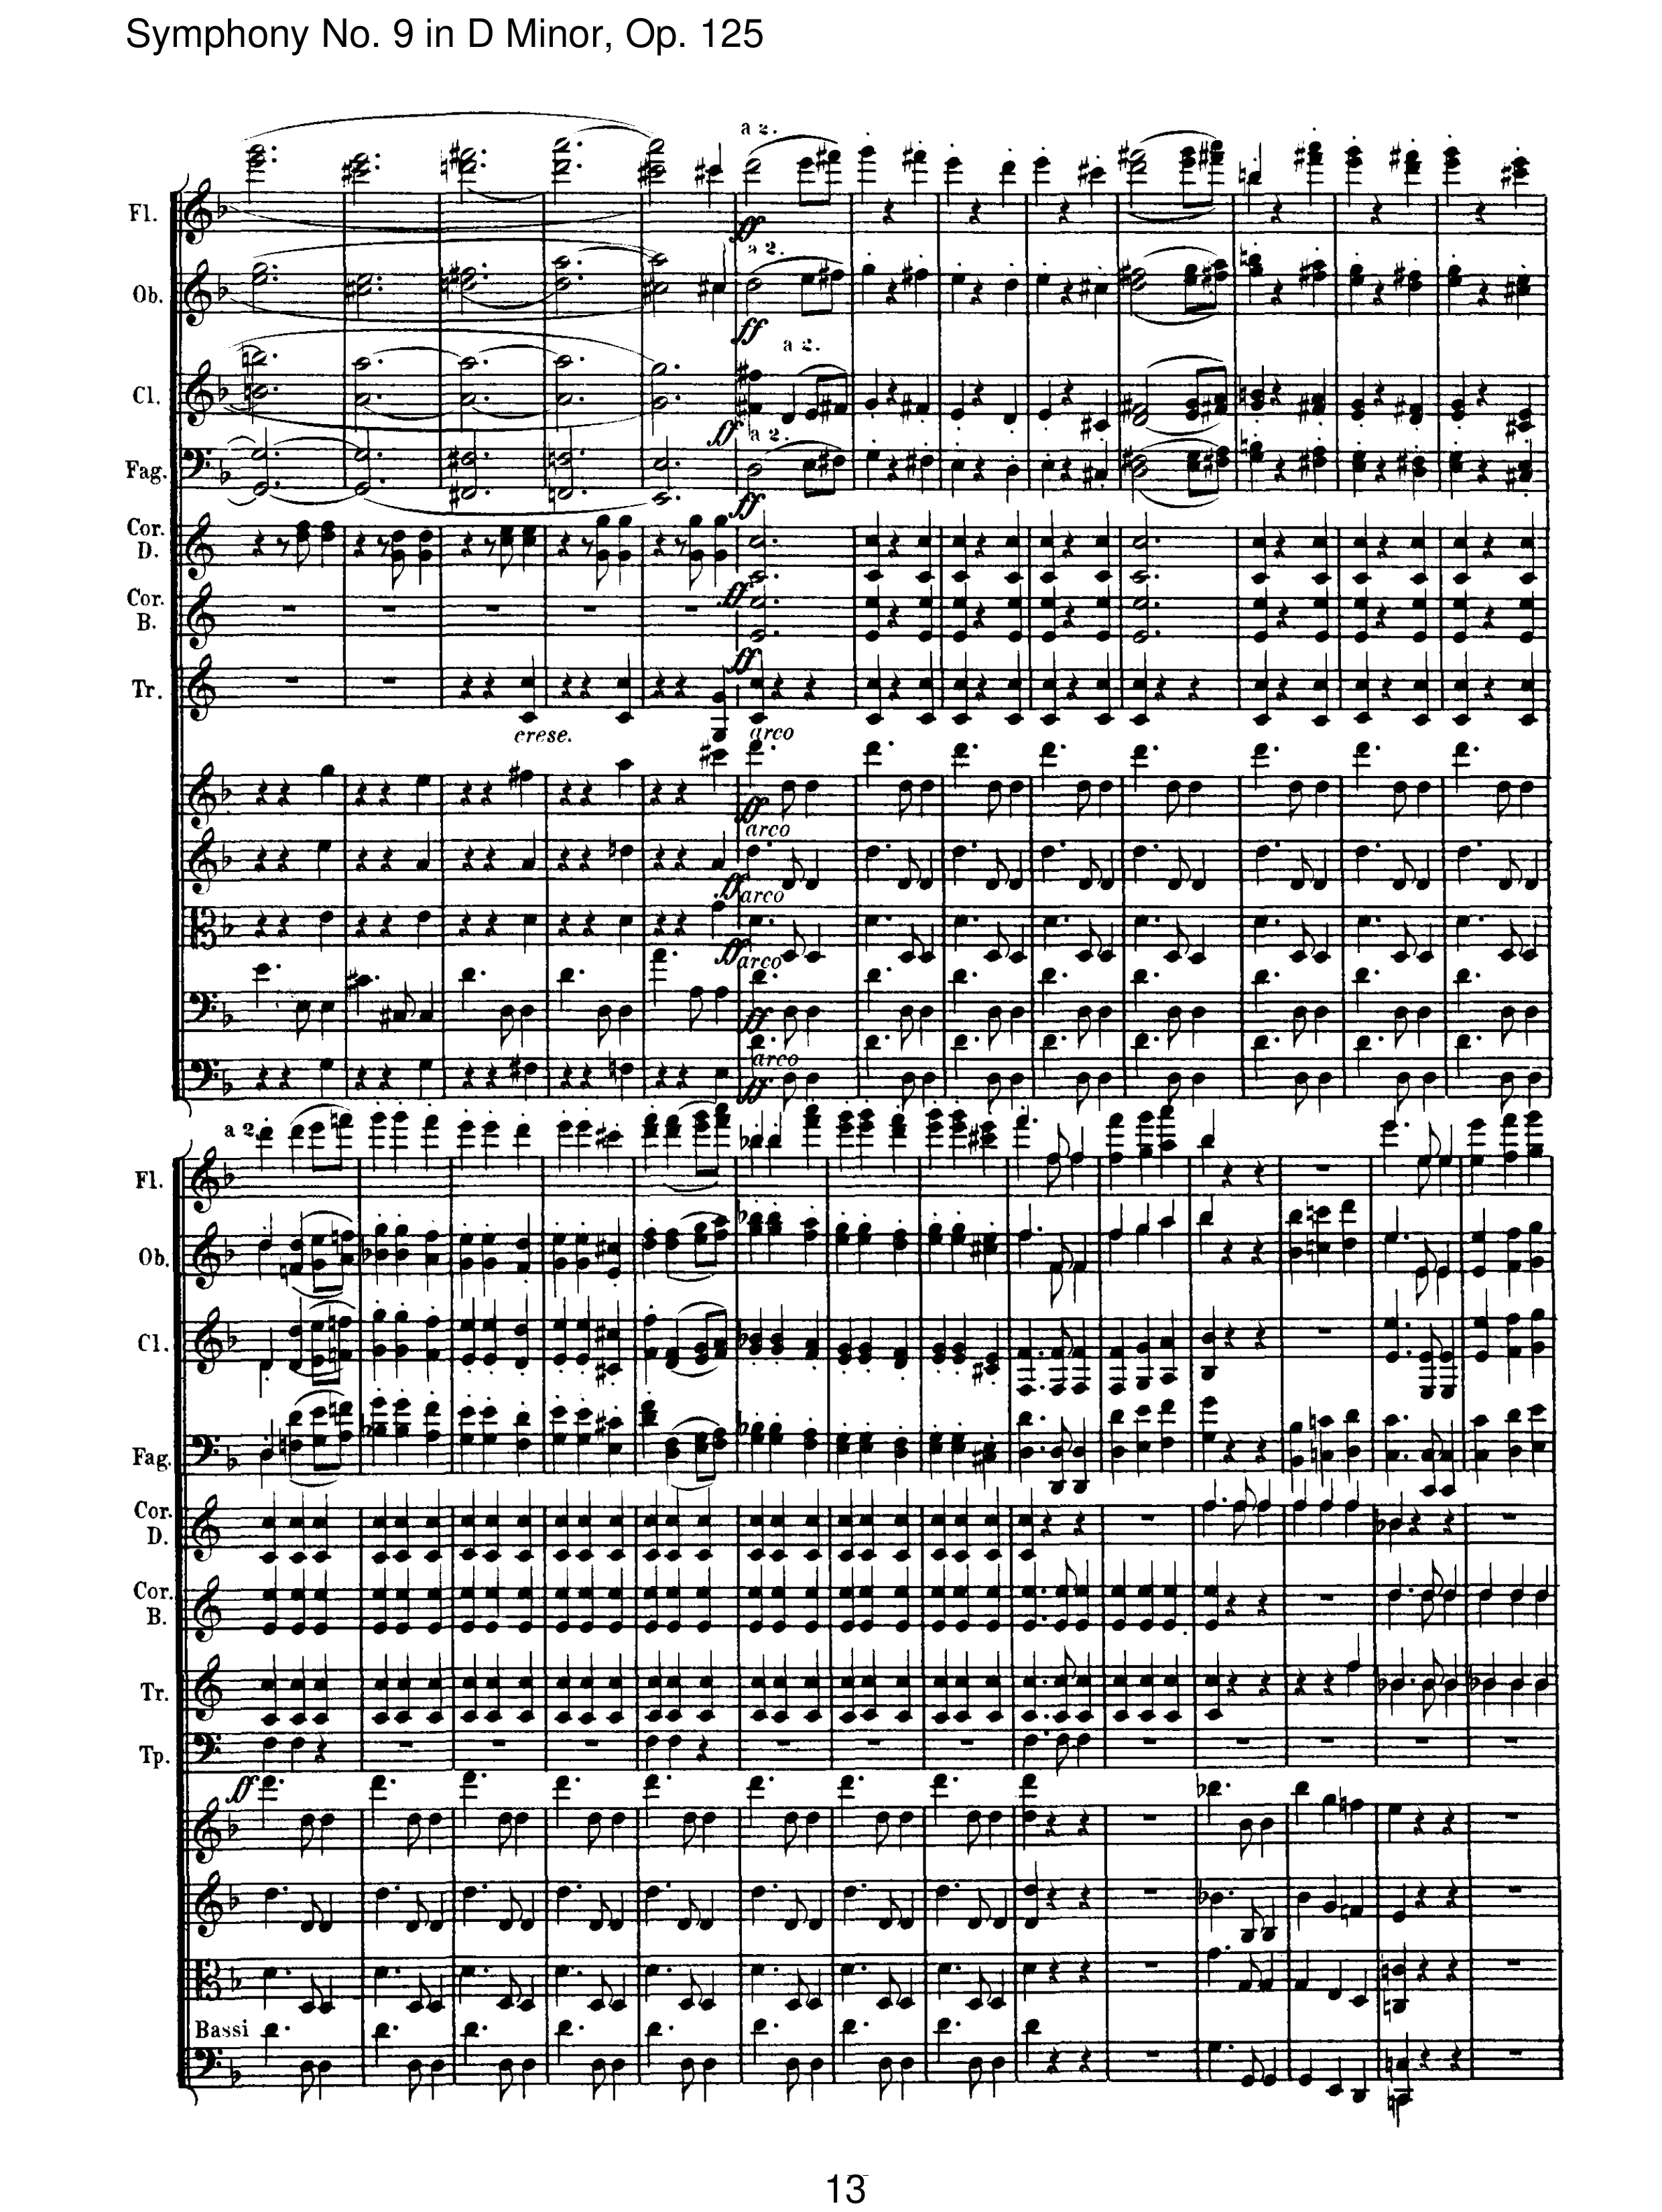 Symphony No. 9 in D Minor, Op. 125
a 2.
Fl.
ff
a 2.
Ob.
ff
a 2.
Cl.
ff
a 2.
Fag.
ff
Cor.
D.
ff
Cor.
B.
ff
Tr.
crese.
arco
ff
arco
ff
arco
ff
arco
ff
arco
ff
a 2.
Fl.
Ob.
Cl.
Fag.
Cor.
D.
Cor.
B.
Tr.
Tp.
ff
Bassi
13